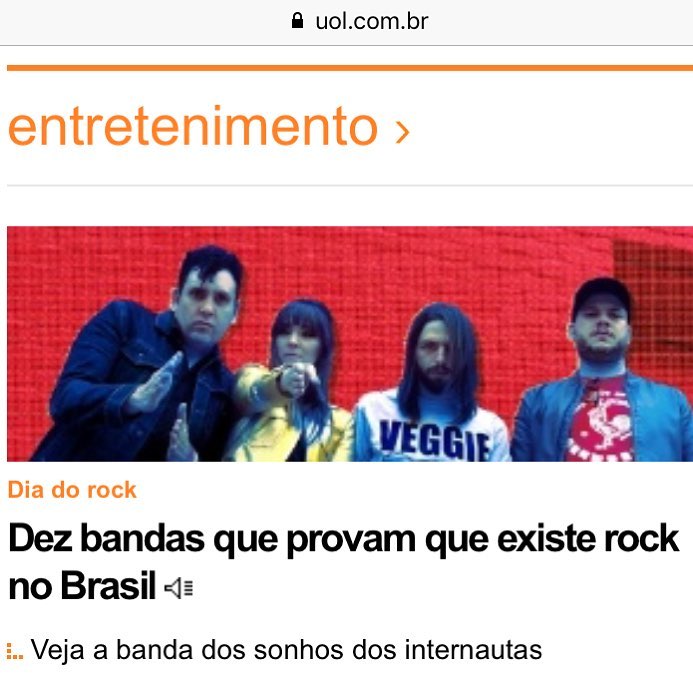 uol.com.br
entretenimento ›
VEGGIE
Dia do rock
Dez bandas que provam que existe rock
no Brasil
Veja a banda dos sonhos dos internautas